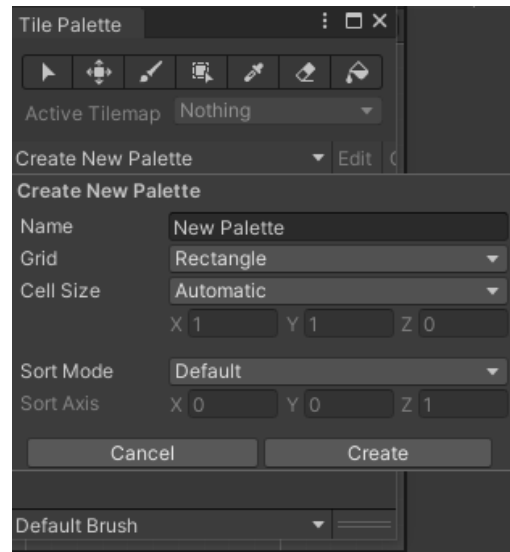 Tile Palette
Active Tilemap Nothing
Create New Palette Edit
Create New Palette
Name New Palette
Grid Rectangle
Cell Size Automatic
X 1 Y 1 Z 0
Sort Mode Default
Sort Axis X 0 Y 0 Z 1
Cancel Create
Default Brush